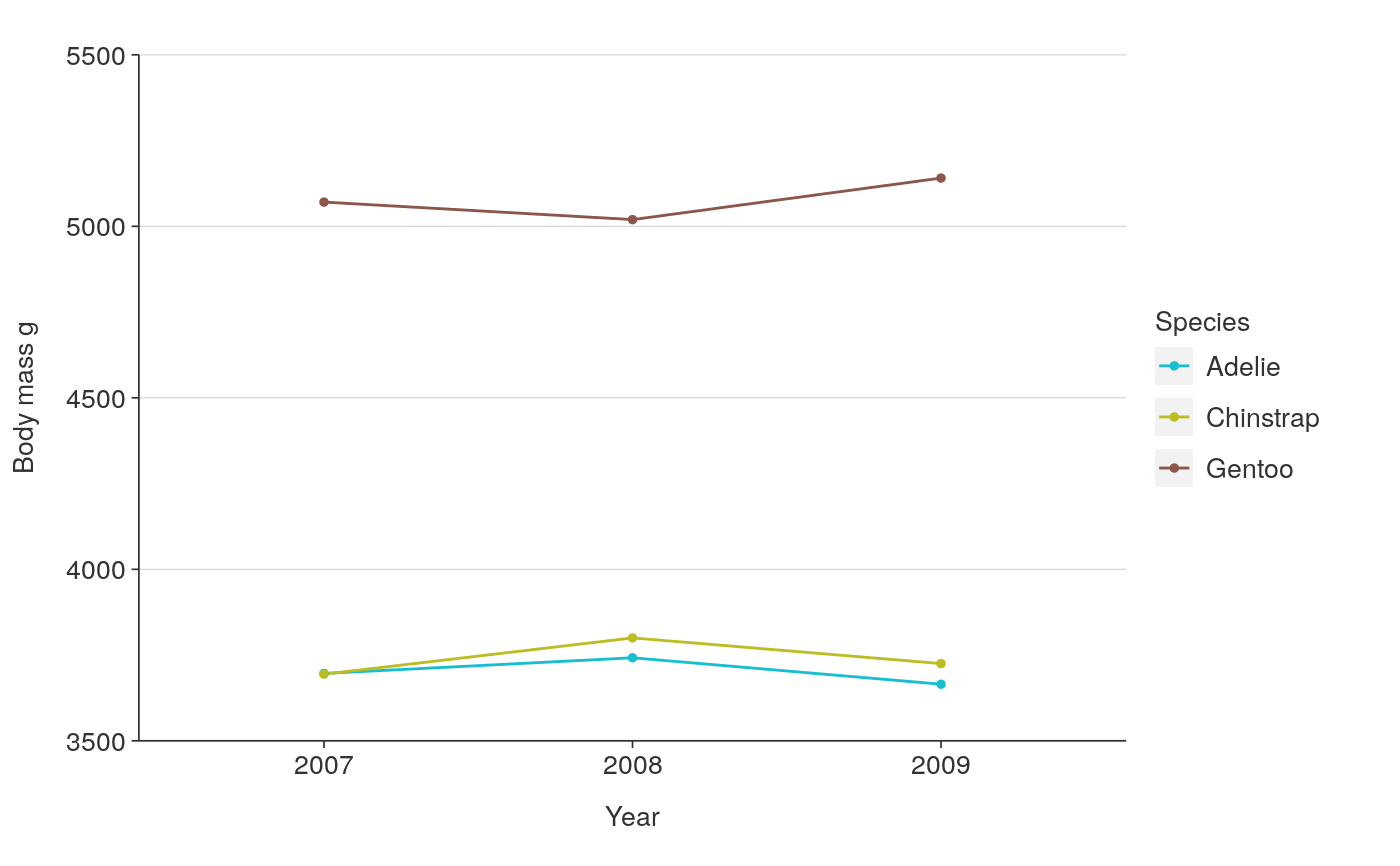 5500
5000
4500
4000
3500
Body mass g
2007 2008 2009
Year
Species
Adelie
Chinstrap
Gentoo